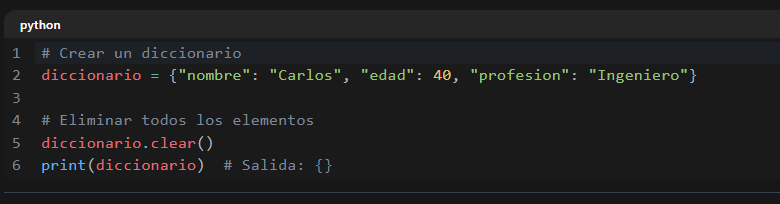 python
1 # Crear un diccionario
2 diccionario = {"nombre": "Carlos", "edad": 40, "profesion": "Ingeniero"}
3
4 # Eliminar todos los elementos
5 diccionario.clear()
6 print(diccionario)  # Salida: {}